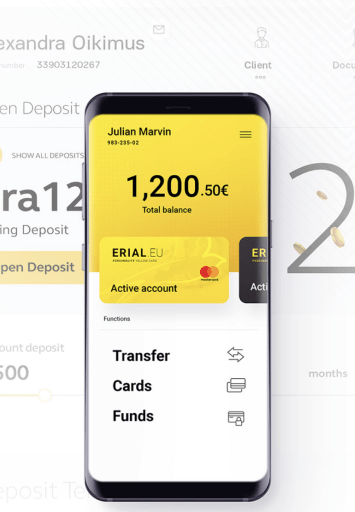 exandra Oikimus
number 33903120267
Client
Docu
en Deposit
SHOW ALL DEPOSITS
ra12
ing Deposit
pen Deposit
ount deposit
500
2
months
eposit Te
Julian Marvin
983-235-02
1,200.50€
Total balance
ERIAL.EU
Active account
ER
Acti
Functions
Transfer
Cards
Funds